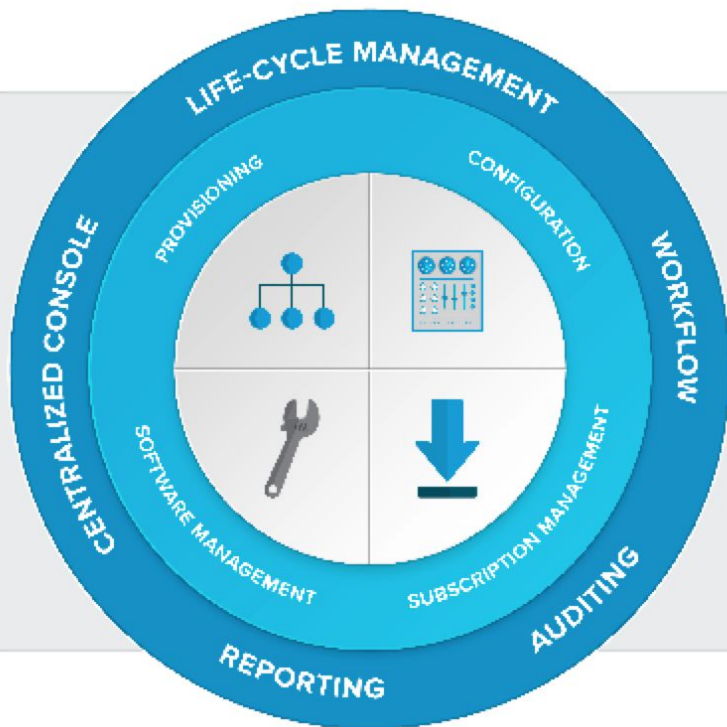 LIFE-CYCLE MANAGEMENT
WORKFLOW
AUDITING
REPORTING
CENTRALIZED CONSOLE
PROVISIONING
CONFIGURATION
SUBSCRIPTION MANAGEMENT
SOFTWARE MANAGEMENT